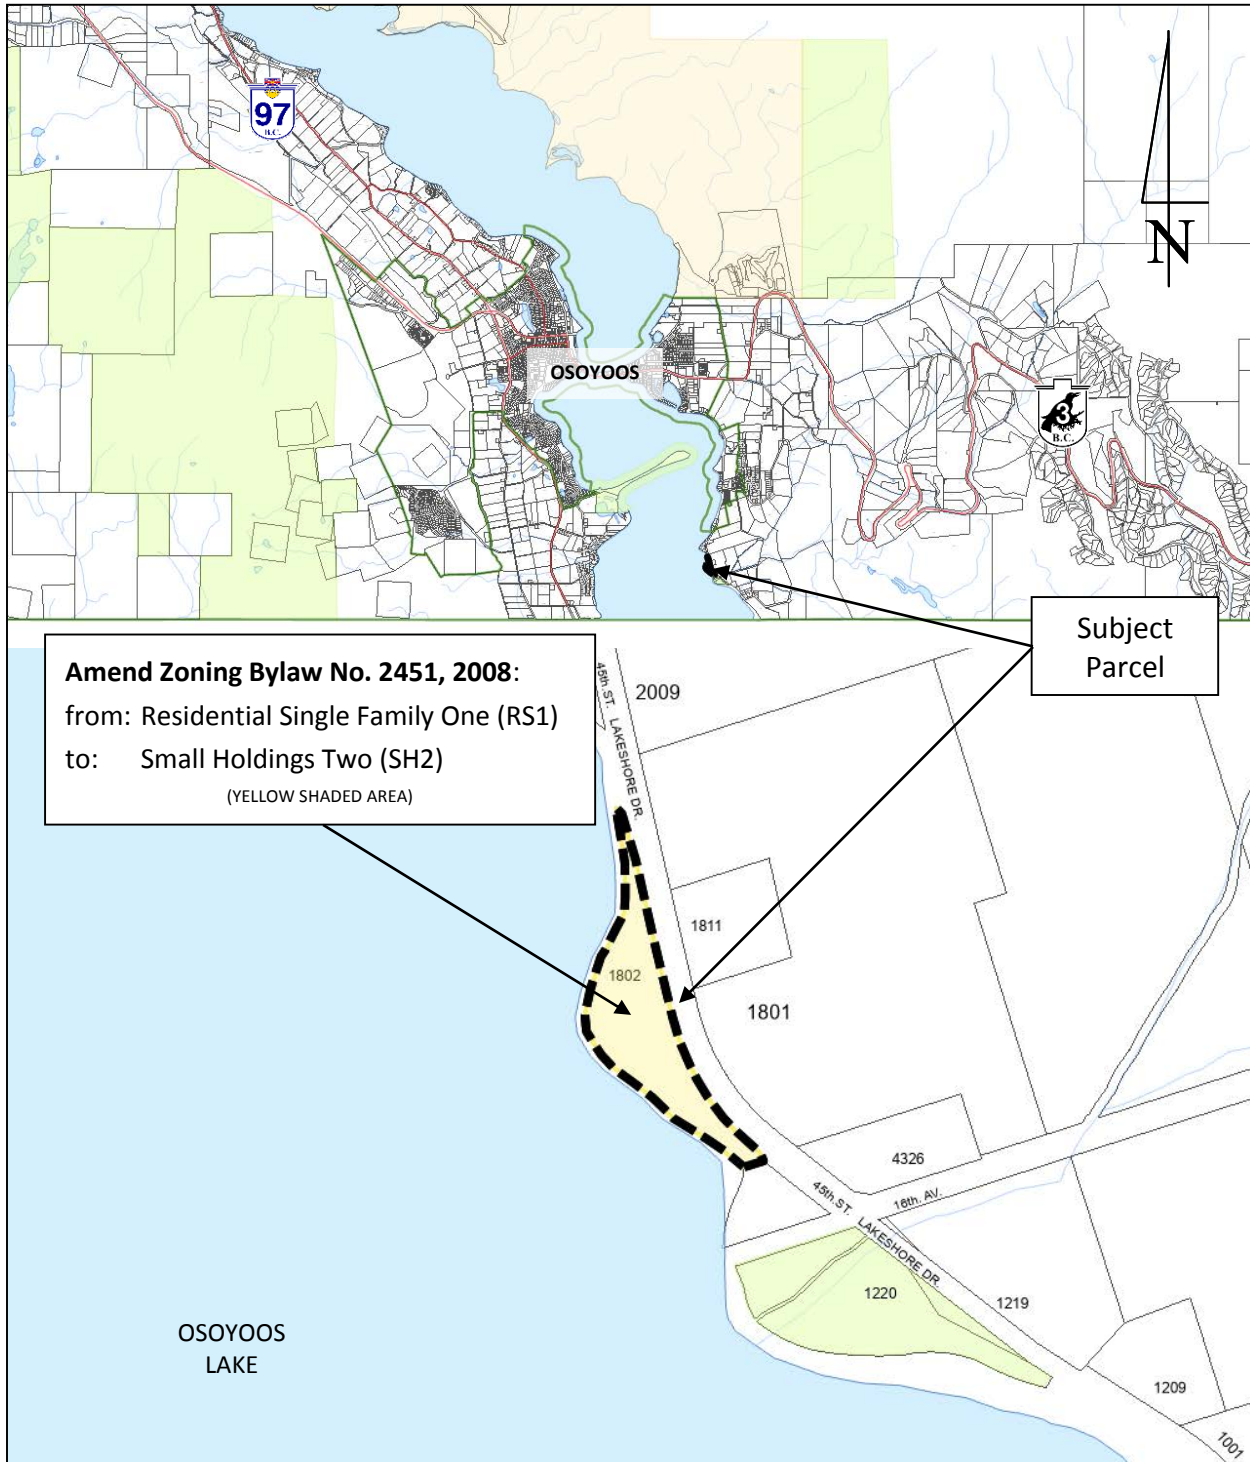 97
B.C.
N
OSOYOOS
3
B.C.
Subject
Parcel
Amend Zoning Bylaw No. 2451, 2008:
from: Residential Single Family One (RS1)
to: Small Holdings Two (SH2)
(YELLOW SHADED AREA)
45th.ST. LAKESHORE DR.
2009
1811
1802
1801
4326
16th. AV.
45th.ST. LAKESHORE DR.
1220
1219
OSOYOOS
LAKE
1209
1001